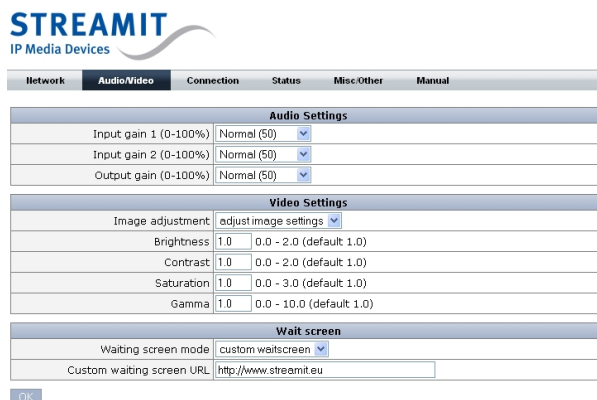 STREAMIT
IP Media Devices
Network Audio/Video Connection Status Misc/Other Manual
Audio Settings
Input gain 1 (0-100%) Normal (50)
Input gain 2 (0-100%) Normal (50)
Output gain (0-100%) Normal (50)
Video Settings
Image adjustment adjust image settings
Brightness 1.0 0.0 - 2.0 (default 1.0)
Contrast 1.0 0.0 - 2.0 (default 1.0)
Saturation 1.0 0.0 - 3.0 (default 1.0)
Gamma 1.0 0.0 - 10.0 (default 1.0)
Wait screen
Waiting screen mode custom waitscreen
Custom waiting screen URL http://www.streamit.eu
OK